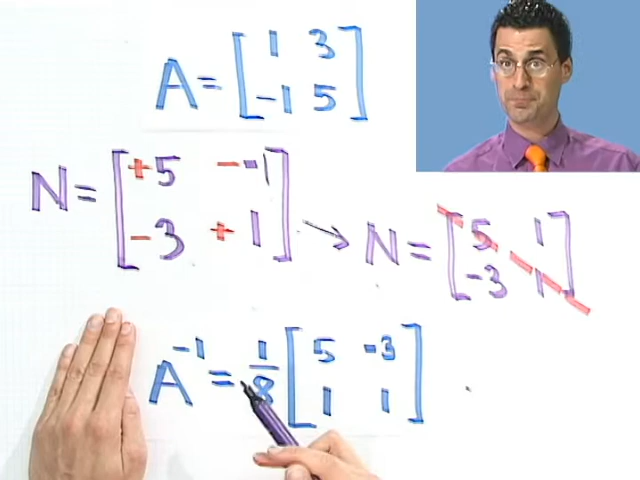 A = [ 1 3
-1 5 ]
N = [ +5 - -1
-3 +1 ] → N = [ 5 1
-3 1 ]
A⁻¹ = 1/8 [ 5 -3
1 1 ]